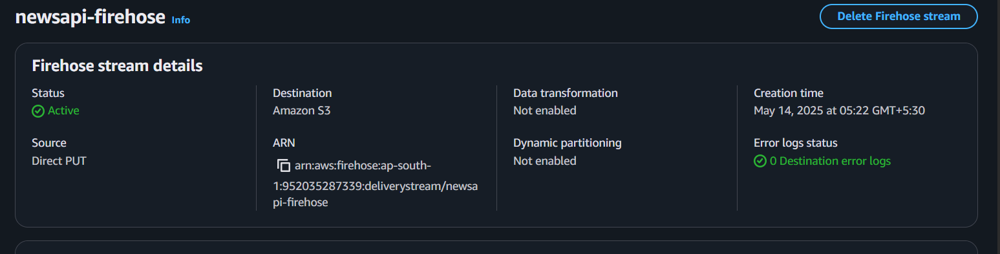 newsapi-firehose Info
Delete Firehose stream
Firehose stream details
Status
Active
Source
Direct PUT
Destination
Amazon S3
ARN
arn:aws:firehose:ap-south-
1:952035287339:deliverystream/newsa
pi-firehose
Data transformation
Not enabled
Dynamic partitioning
Not enabled
Creation time
May 14, 2025 at 05:22 GMT+5:30
Error logs status
0 Destination error logs